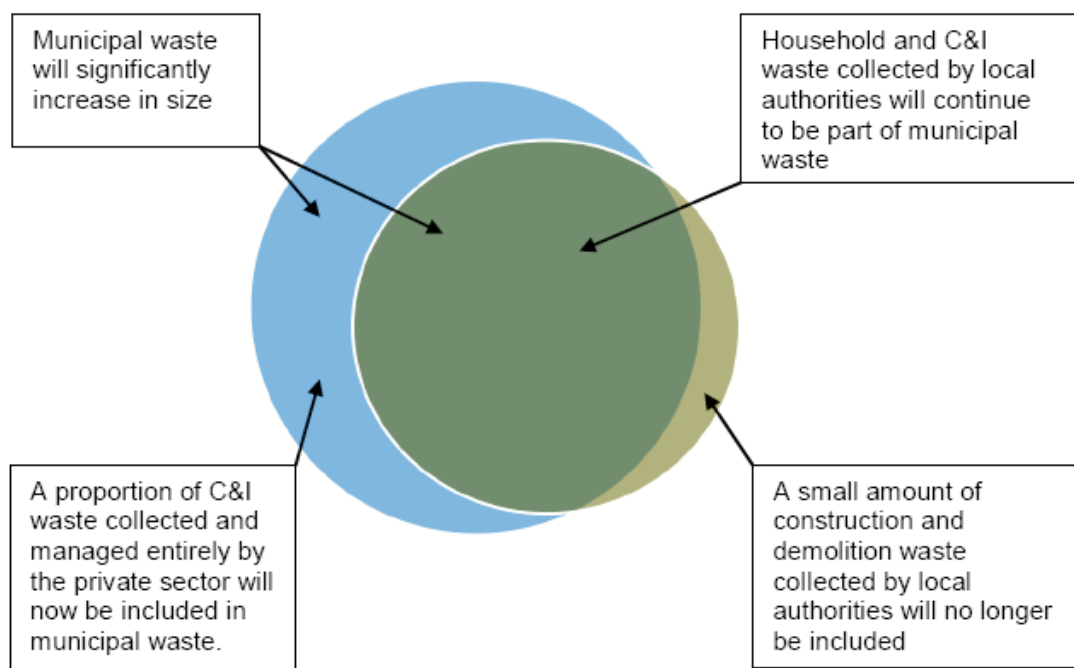 Municipal waste
will significantly
increase in size
Household and C&I
waste collected by local
authorities will continue
to be part of municipal
waste
A proportion of C&I
waste collected and
managed entirely by
the private sector will
now be included in
municipal waste.
A small amount of
construction and
demolition waste
collected by local
authorities will no longer
be included